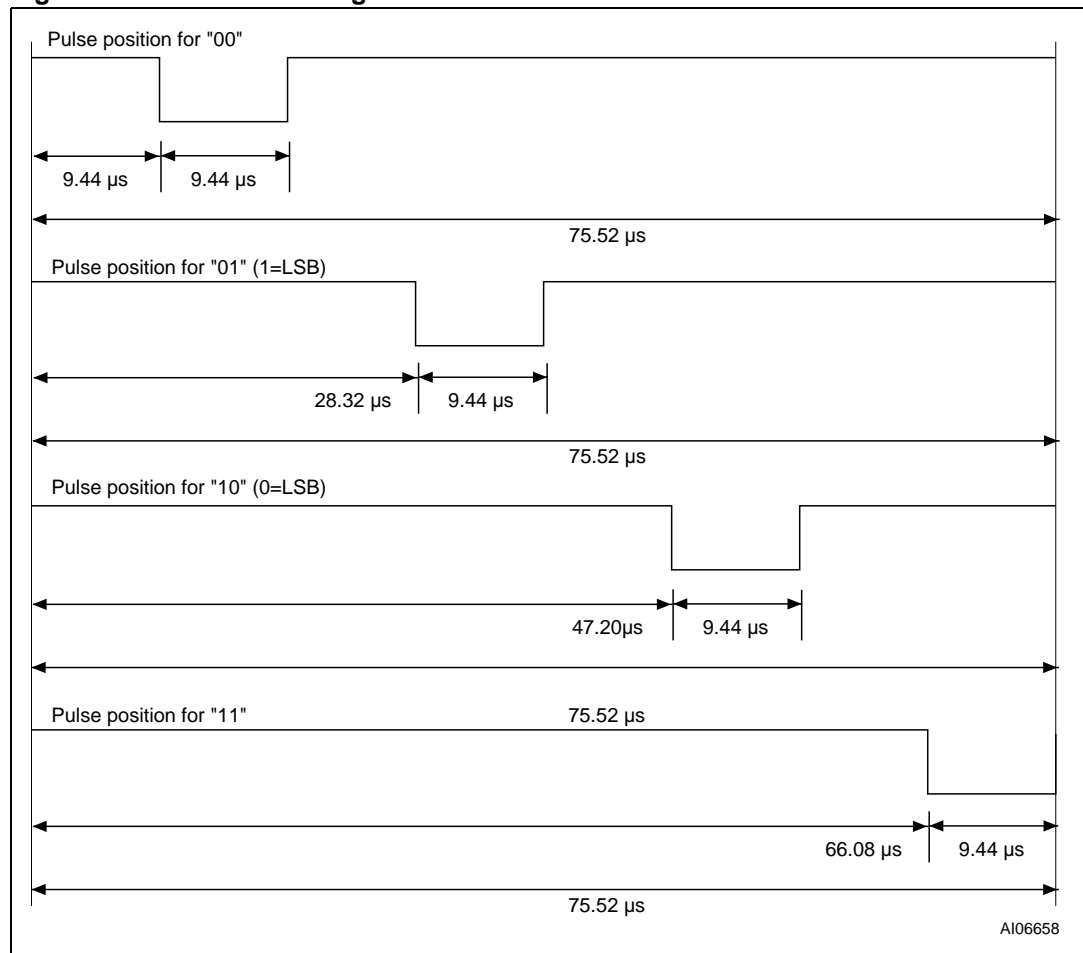 Pulse position for "00"
9.44 µs 9.44 µs
75.52 µs
Pulse position for "01" (1=LSB)
28.32 µs 9.44 µs
75.52 µs
Pulse position for "10" (0=LSB)
47.20µs 9.44 µs
Pulse position for "11" 75.52 µs
66.08 µs 9.44 µs
75.52 µs
AI06658